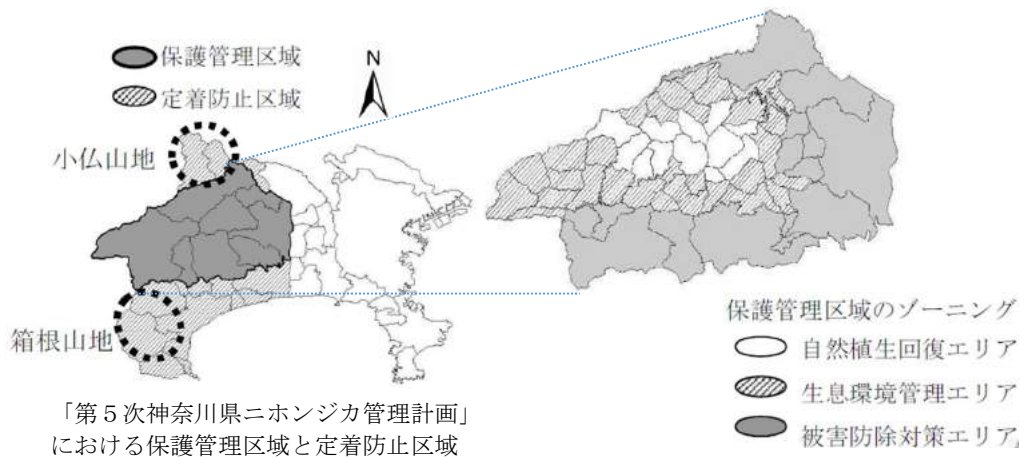 保護管理区域
定着防止区域
N
小仏山地
箱根山地
「第5次神奈川県ニホンジカ管理計画」
における保護管理区域と定着防止区域
保護管理区域のゾーニング
自然植生回復エリア
生息環境管理エリア
被害防除対策エリア